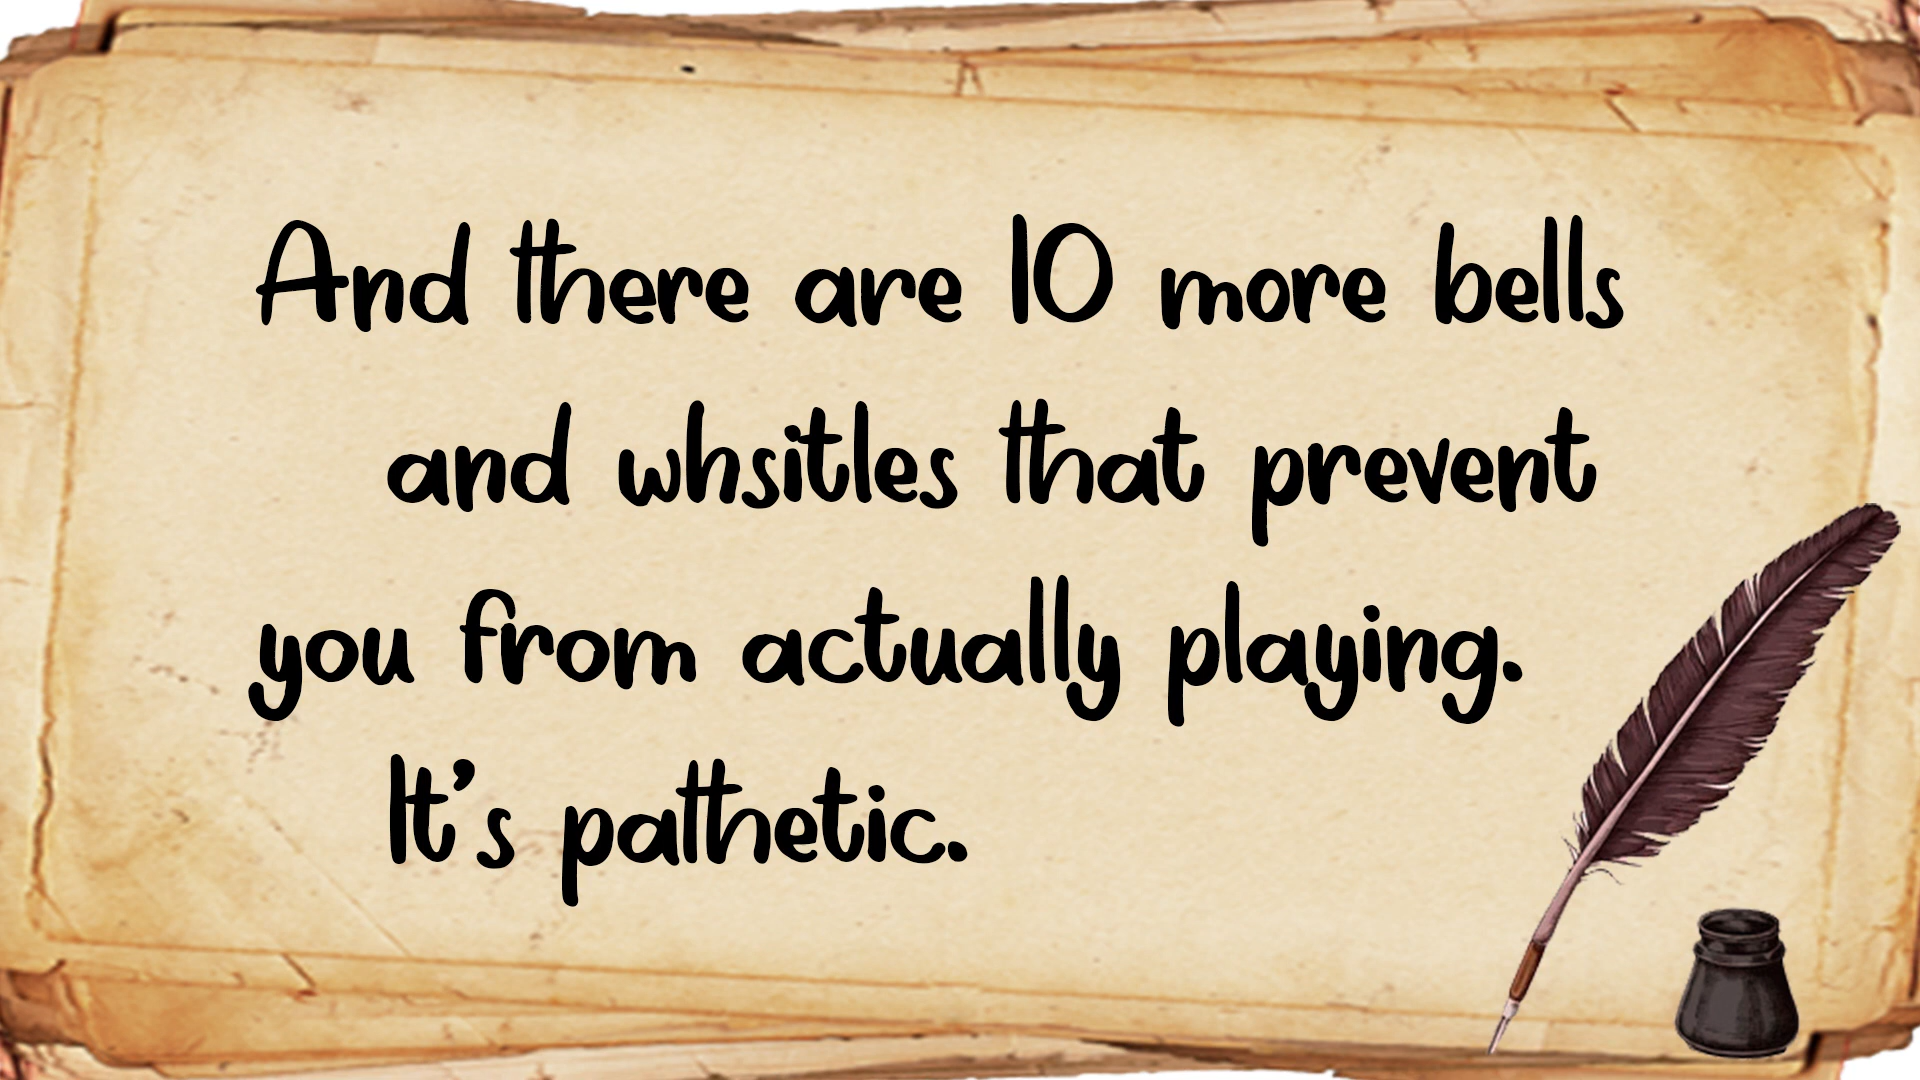 And there are 10 more bells
and whsitles that prevent
you from actually playing.
It's pathetic.